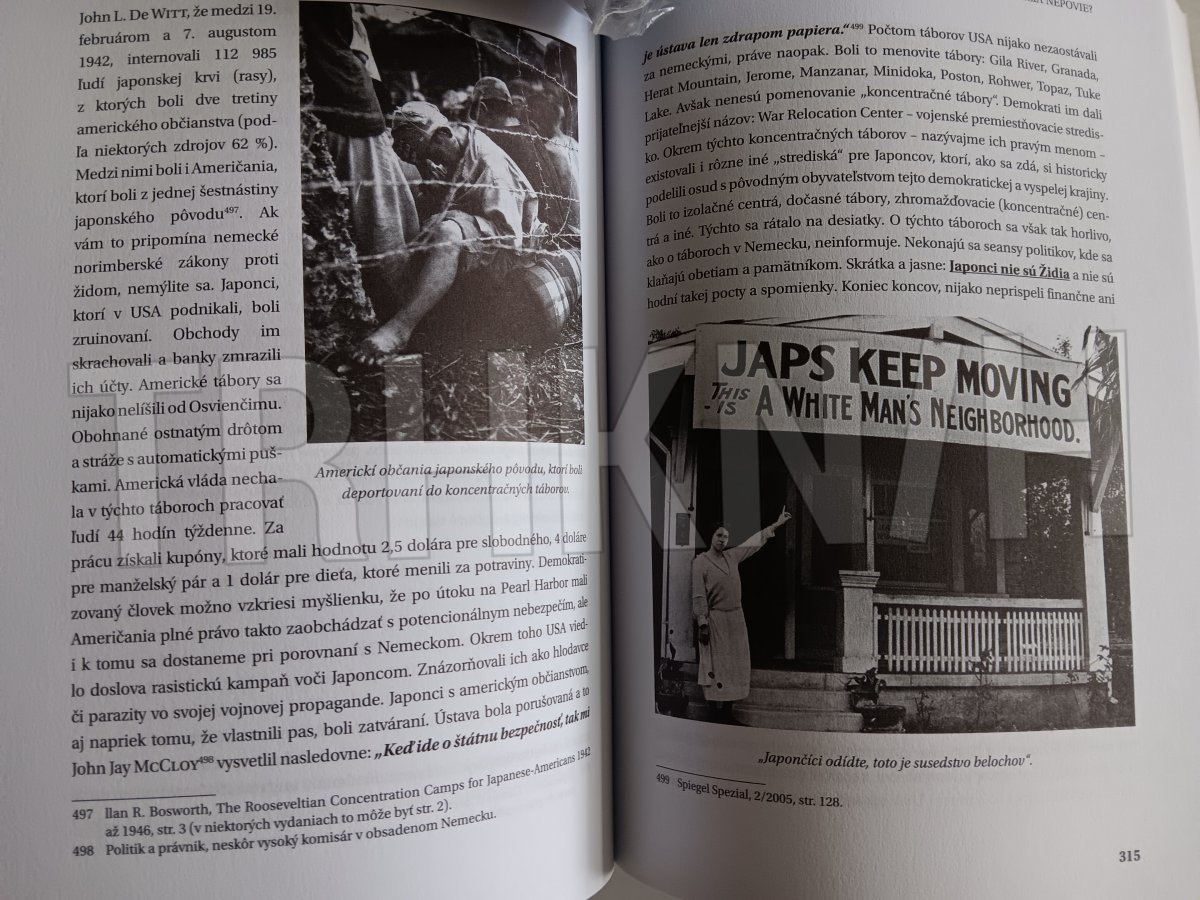 John L. De Witt, že medzi 19.
februárom a 7. augustom
1942, internovali 112 985
ľudí japonskej krvi (rasy),
z ktorých boli dve tretiny
amerického občianstva (pod-
ľa niektorých zdrojov 62 %).
Medzi nimi boli i Američania,
ktorí boli z jednej šestnástiny
japonského pôvodu⁴⁹⁷. Ak
vám to pripomína nemecké
norimberské zákony proti
židom, nemýlite sa. Japonci,
ktorí v USA podnikali, boli
zruinovaní. Obchody im
skrachovali a banky zmrazili
ich účty. Americké tábory sa
nijako nelíšili od Osvienčimu.
Obohnané ostnatým drôtom
a stráže s automatickými puš-
kami. Americká vláda necha-
la v týchto táboroch pracovať
ľudí 44 hodín týždenne. Za
prácu získali kupóny, ktoré mali hodnotu 2,5 dolára pre slobodného, 4 doláre
pre manželský pár a 1 dolár pre dieťa, ktoré menili za potraviny. Demokrati-
zovaný človek možno vzkriesi myšlienku, že po útoku na Pearl Harbor mali
Američania plné právo takto zaobchádzať s potencionálnym nebezpečím, ale
i k tomu sa dostaneme pri porovnaní s Nemeckom. Okrem toho USA vied-
lo doslova rasistickú kampaň voči Japoncom. Znázorňovali ich ako hlodavce
či parazity vo svojej vojnovej propagande. Japonci s americkým občianstvom,
aj napriek tomu, že vlastnili pas, boli zatváraní. Ústava bola porušovaná a to
John Jay McCloy⁴⁹⁸ vysvetlil nasledovne: „Keď ide o štátnu bezpečnosť, tak mi
Americkí občania japonského pôvodu, ktorí boli
deportovaní do koncentračných táborov.
497 Ilan R. Bosworth, The Rooseveltian Concentration Camps for Japanese-Americans 1942
až 1946, str. 3 (v niektorých vydaniach to môže byť str. 2).
498 Politik a právnik, neskôr vysoký komisár v obsadenom Nemecku.
NEPOVIE?
je ústava len zdrapom papiera.“⁴⁹⁹ Počtom táborov USA nijako nezaostávali
za nemeckými, práve naopak. Boli to menovite tábory: Gila River, Granada,
Herat Mountain, Jerome, Manzanar, Minidoka, Poston, Rohwer, Topaz, Tuke
Lake. Avšak nenesú pomenovanie „koncentračné tábory“. Demokrati im dali
prijateľnejší názov: War Relocation Center – vojenské premiestňovacie stredis-
ko. Okrem týchto koncentračných táborov – nazývajme ich pravým menom –
existovali i rôzne iné „strediská“ pre Japoncov, ktorí, ako sa zdá, si historicky
podelili osud s pôvodným obyvateľstvom tejto demokratickej a vyspelej krajiny.
Boli to izolačné centrá, dočasné tábory, zhromažďovacie (koncentračné) cen-
trá a iné. Týchto sa rátalo na desiatky. O týchto táboroch sa však tak horlivo,
ako o táboroch v Nemecku, neinformuje. Nekonajú sa seansy politikov, kde sa
klaňajú obetiam a pamätníkom. Skrátka a jasne: Japonci nie sú Židia a nie sú
hodní takej pocty a spomienky. Koniec koncov, nijako neprispeli finančne ani
JAPS KEEP MOVING
THIS
- IS A WHITE MAN'S NEIGHBORHOOD.
„Japončíci odíďte, toto je susedstvo belochov“.
499 Spiegel Spezial, 2/2005, str. 128.
315